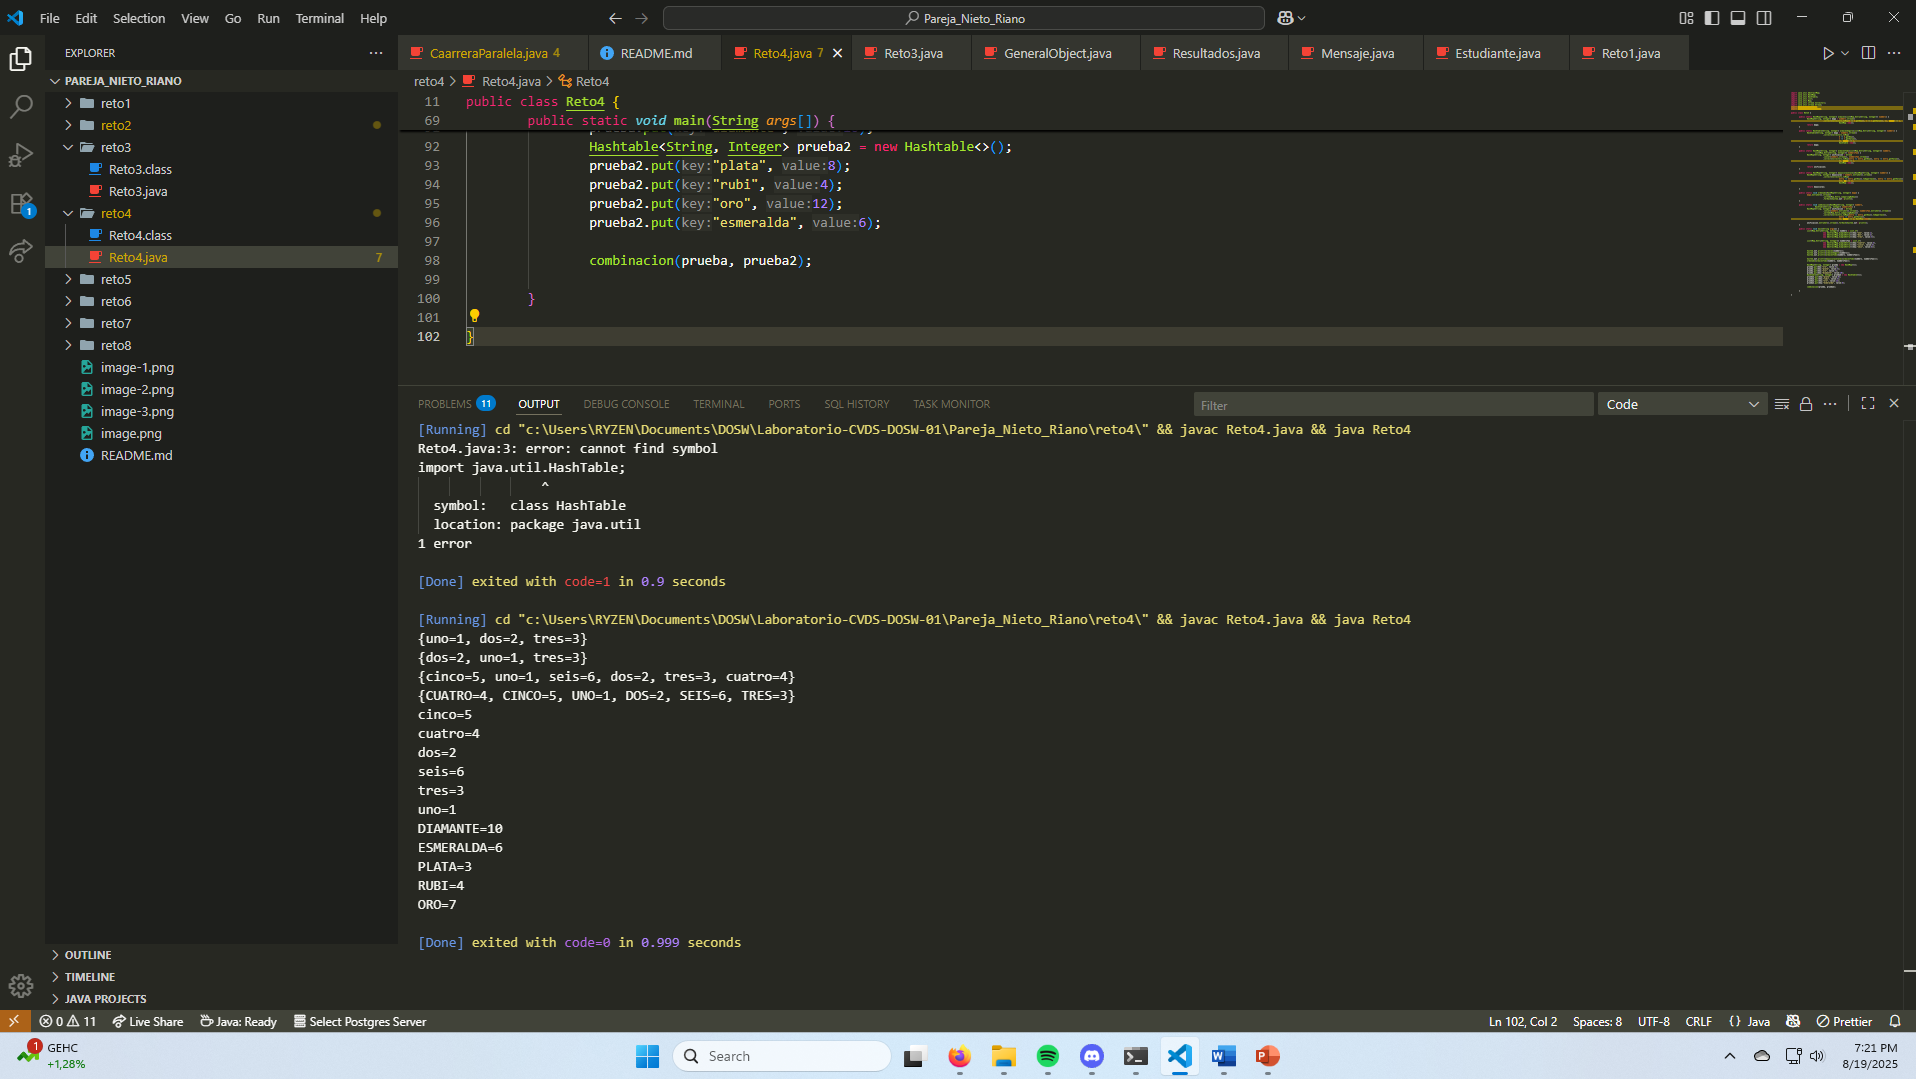 File Edit Selection View Go Run Terminal Help
Pareja_Nieto_Riano
EXPLORER
PAREJA_NIETO_RIANO
reto1
reto2
reto3
Reto3.class
Reto3.java
reto4
Reto4.class
Reto4.java 7
reto5
reto6
reto7
reto8
image-1.png
image-2.png
image-3.png
image.png
README.md
OUTLINE
TIMELINE
JAVA PROJECTS
1
CaarreraParalela.java 4 README.md Reto4.java 7 Reto3.java GeneralObject.java Resultados.java Mensaje.java Estudiante.java Reto1.java
reto4 > Reto4.java > Reto4
11 public class Reto4 {
69 public static void main(String args[]) {
92 Hashtable<String, Integer> prueba2 = new Hashtable<>();
93 prueba2.put(key:"plata", value:8);
94 prueba2.put(key:"rubi", value:4);
95 prueba2.put(key:"oro", value:12);
96 prueba2.put(key:"esmeralda", value:6);
97
98 combinacion(prueba, prueba2);
99
100 }
101
102 }
PROBLEMS 11 OUTPUT DEBUG CONSOLE TERMINAL PORTS SQL HISTORY TASK MONITOR Filter Code
[Running] cd "c:\Users\RYZEN\Documents\DOSW\Laboratorio-CVDS-DOSW-01\Pareja_Nieto_Riano\reto4\" && javac Reto4.java && java Reto4
Reto4.java:3: error: cannot find symbol
import java.util.HashTable;
^
symbol: class HashTable
location: package java.util
1 error
[Done] exited with code=1 in 0.9 seconds
[Running] cd "c:\Users\RYZEN\Documents\DOSW\Laboratorio-CVDS-DOSW-01\Pareja_Nieto_Riano\reto4\" && javac Reto4.java && java Reto4
{uno=1, dos=2, tres=3}
{dos=2, uno=1, tres=3}
{cinco=5, uno=1, seis=6, dos=2, tres=3, cuatro=4}
{CUATRO=4, CINCO=5, UNO=1, DOS=2, SEIS=6, TRES=3}
cinco=5
cuatro=4
dos=2
seis=6
tres=3
uno=1
DIAMANTE=10
ESMERALDA=6
PLATA=3
RUBI=4
ORO=7
[Done] exited with code=0 in 0.999 seconds
0 11 Live Share Java: Ready Select Postgres Server Ln 102, Col 2 Spaces: 8 UTF-8 CRLF {} Java Prettier
1 GEHC
+1,28%
Search
7:21 PM
8/19/2025